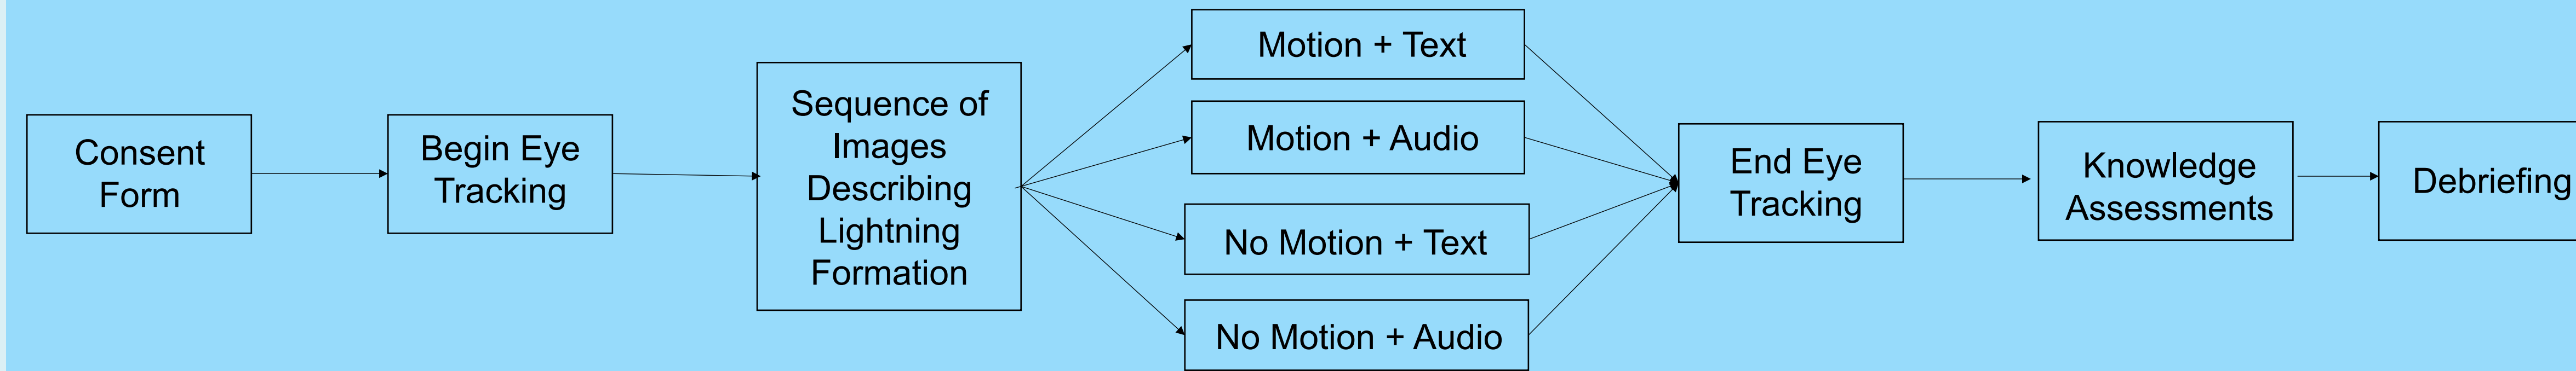 Consent
Form
Begin Eye
Tracking
Sequence of
Images
Describing
Lightning
Formation
Motion + Text
Motion + Audio
No Motion + Text
No Motion + Audio
End Eye
Tracking
Knowledge
Assessments
Debriefing